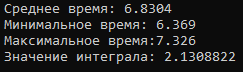 Среднее время: 6.8304
Минимальное время: 6.369
Максимальное время:7.326
Значение интеграла: 2.1308822